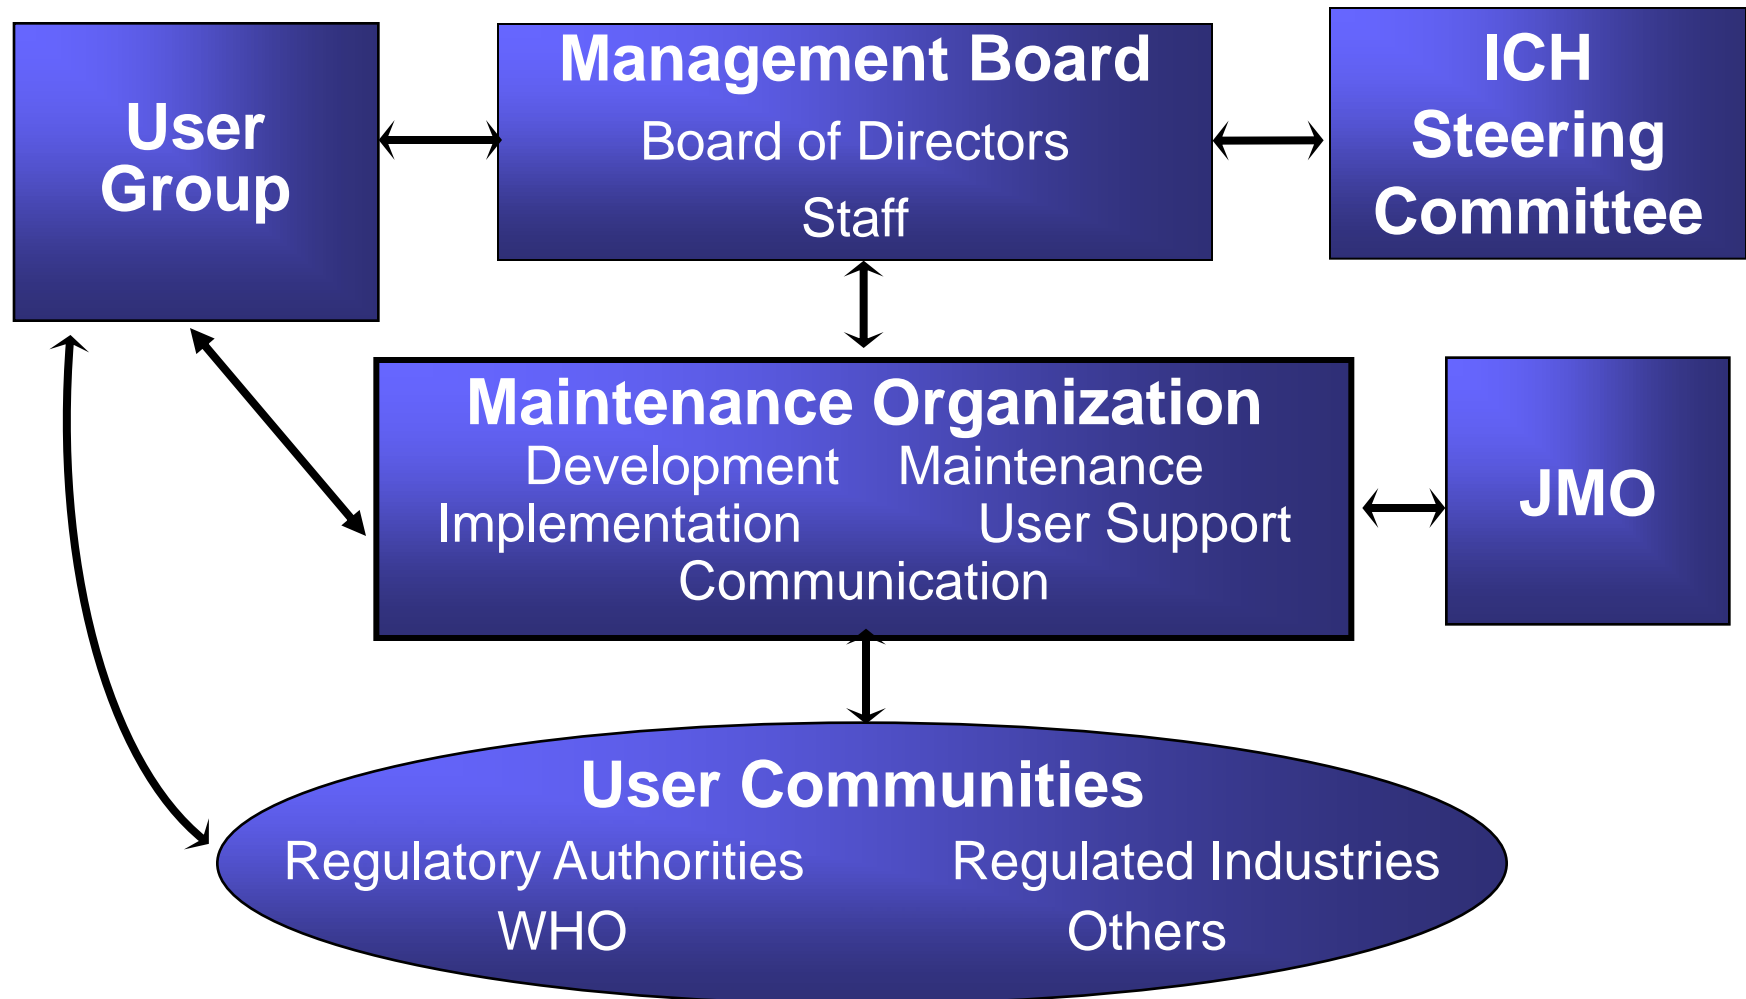 User
Group
Management Board
Board of Directors
Staff
ICH
Steering
Committee
Maintenance Organization
Development Maintenance
Implementation User Support
Communication
JMO
User Communities
Regulatory Authorities Regulated Industries
WHO Others